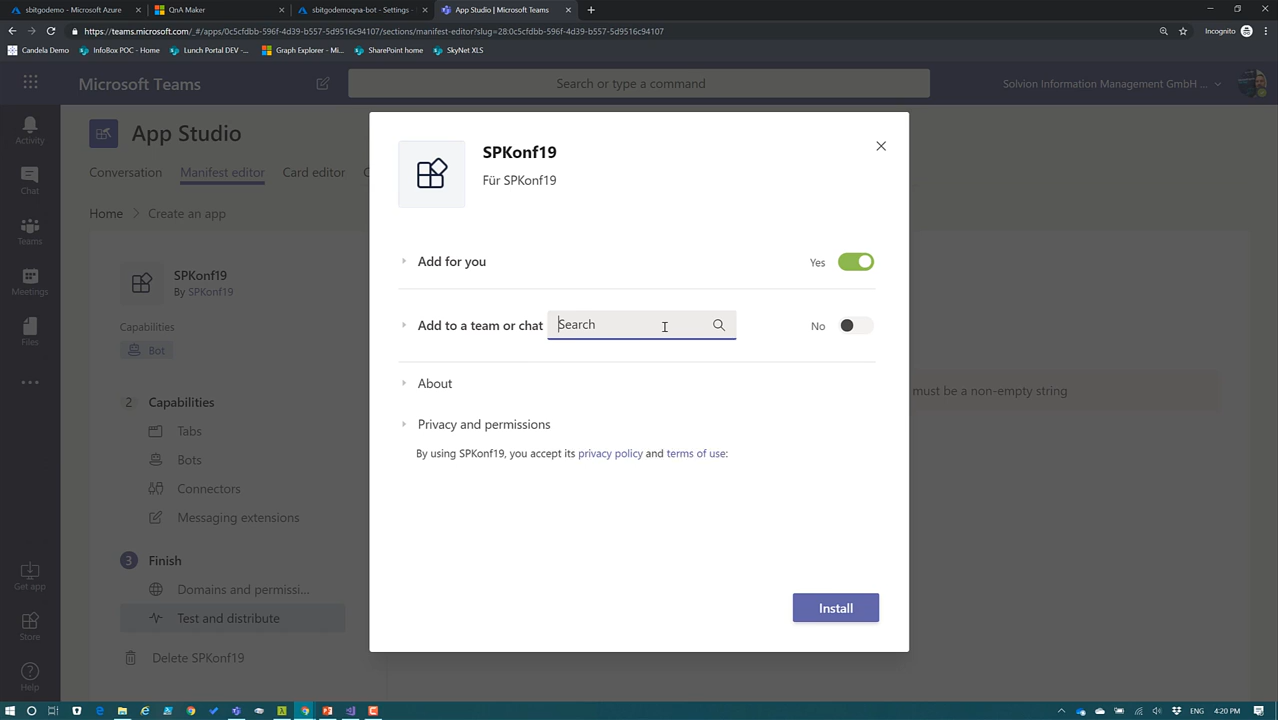 sbitgodemo - Microsoft Azure
QnA Maker
sbitgodemoqna-bot - Settings -
App Studio | Microsoft Teams
https://teams.microsoft.com/_#/apps/0c5cfdbb-596f-4d39-b557-5d956c94107/sections/manifest-editor?slug=28:0c5cfdbb-596f-4d39-b557-5d956c94107
Incognito
Candela Demo
InfoBox POC - Home
Lunch Portal DEV -...
Graph Explorer - Mi...
SharePoint home
SkyNet XLS
Microsoft Teams
Search or type a command
Solvion Information Management GmbH ...
Activity
Chat
Teams
Meetings
Files
Get app
Store
Help
App Studio
Conversation
Manifest editor
Card editor
Home > Create an app
SPKonf19
By SPKonf19
Capabilities
Bot
2 Capabilities
Tabs
Bots
Connectors
Messaging extensions
3 Finish
Domains and permissi...
Test and distribute
Delete SPKonf19
SPKonf19
Für SPKonf19
Add for you
Yes
Add to a team or chat
Search
No
About
Privacy and permissions
By using SPKonf19, you accept its privacy policy and terms of use:
Install
must be a non-empty string
ENG
4:20 PM